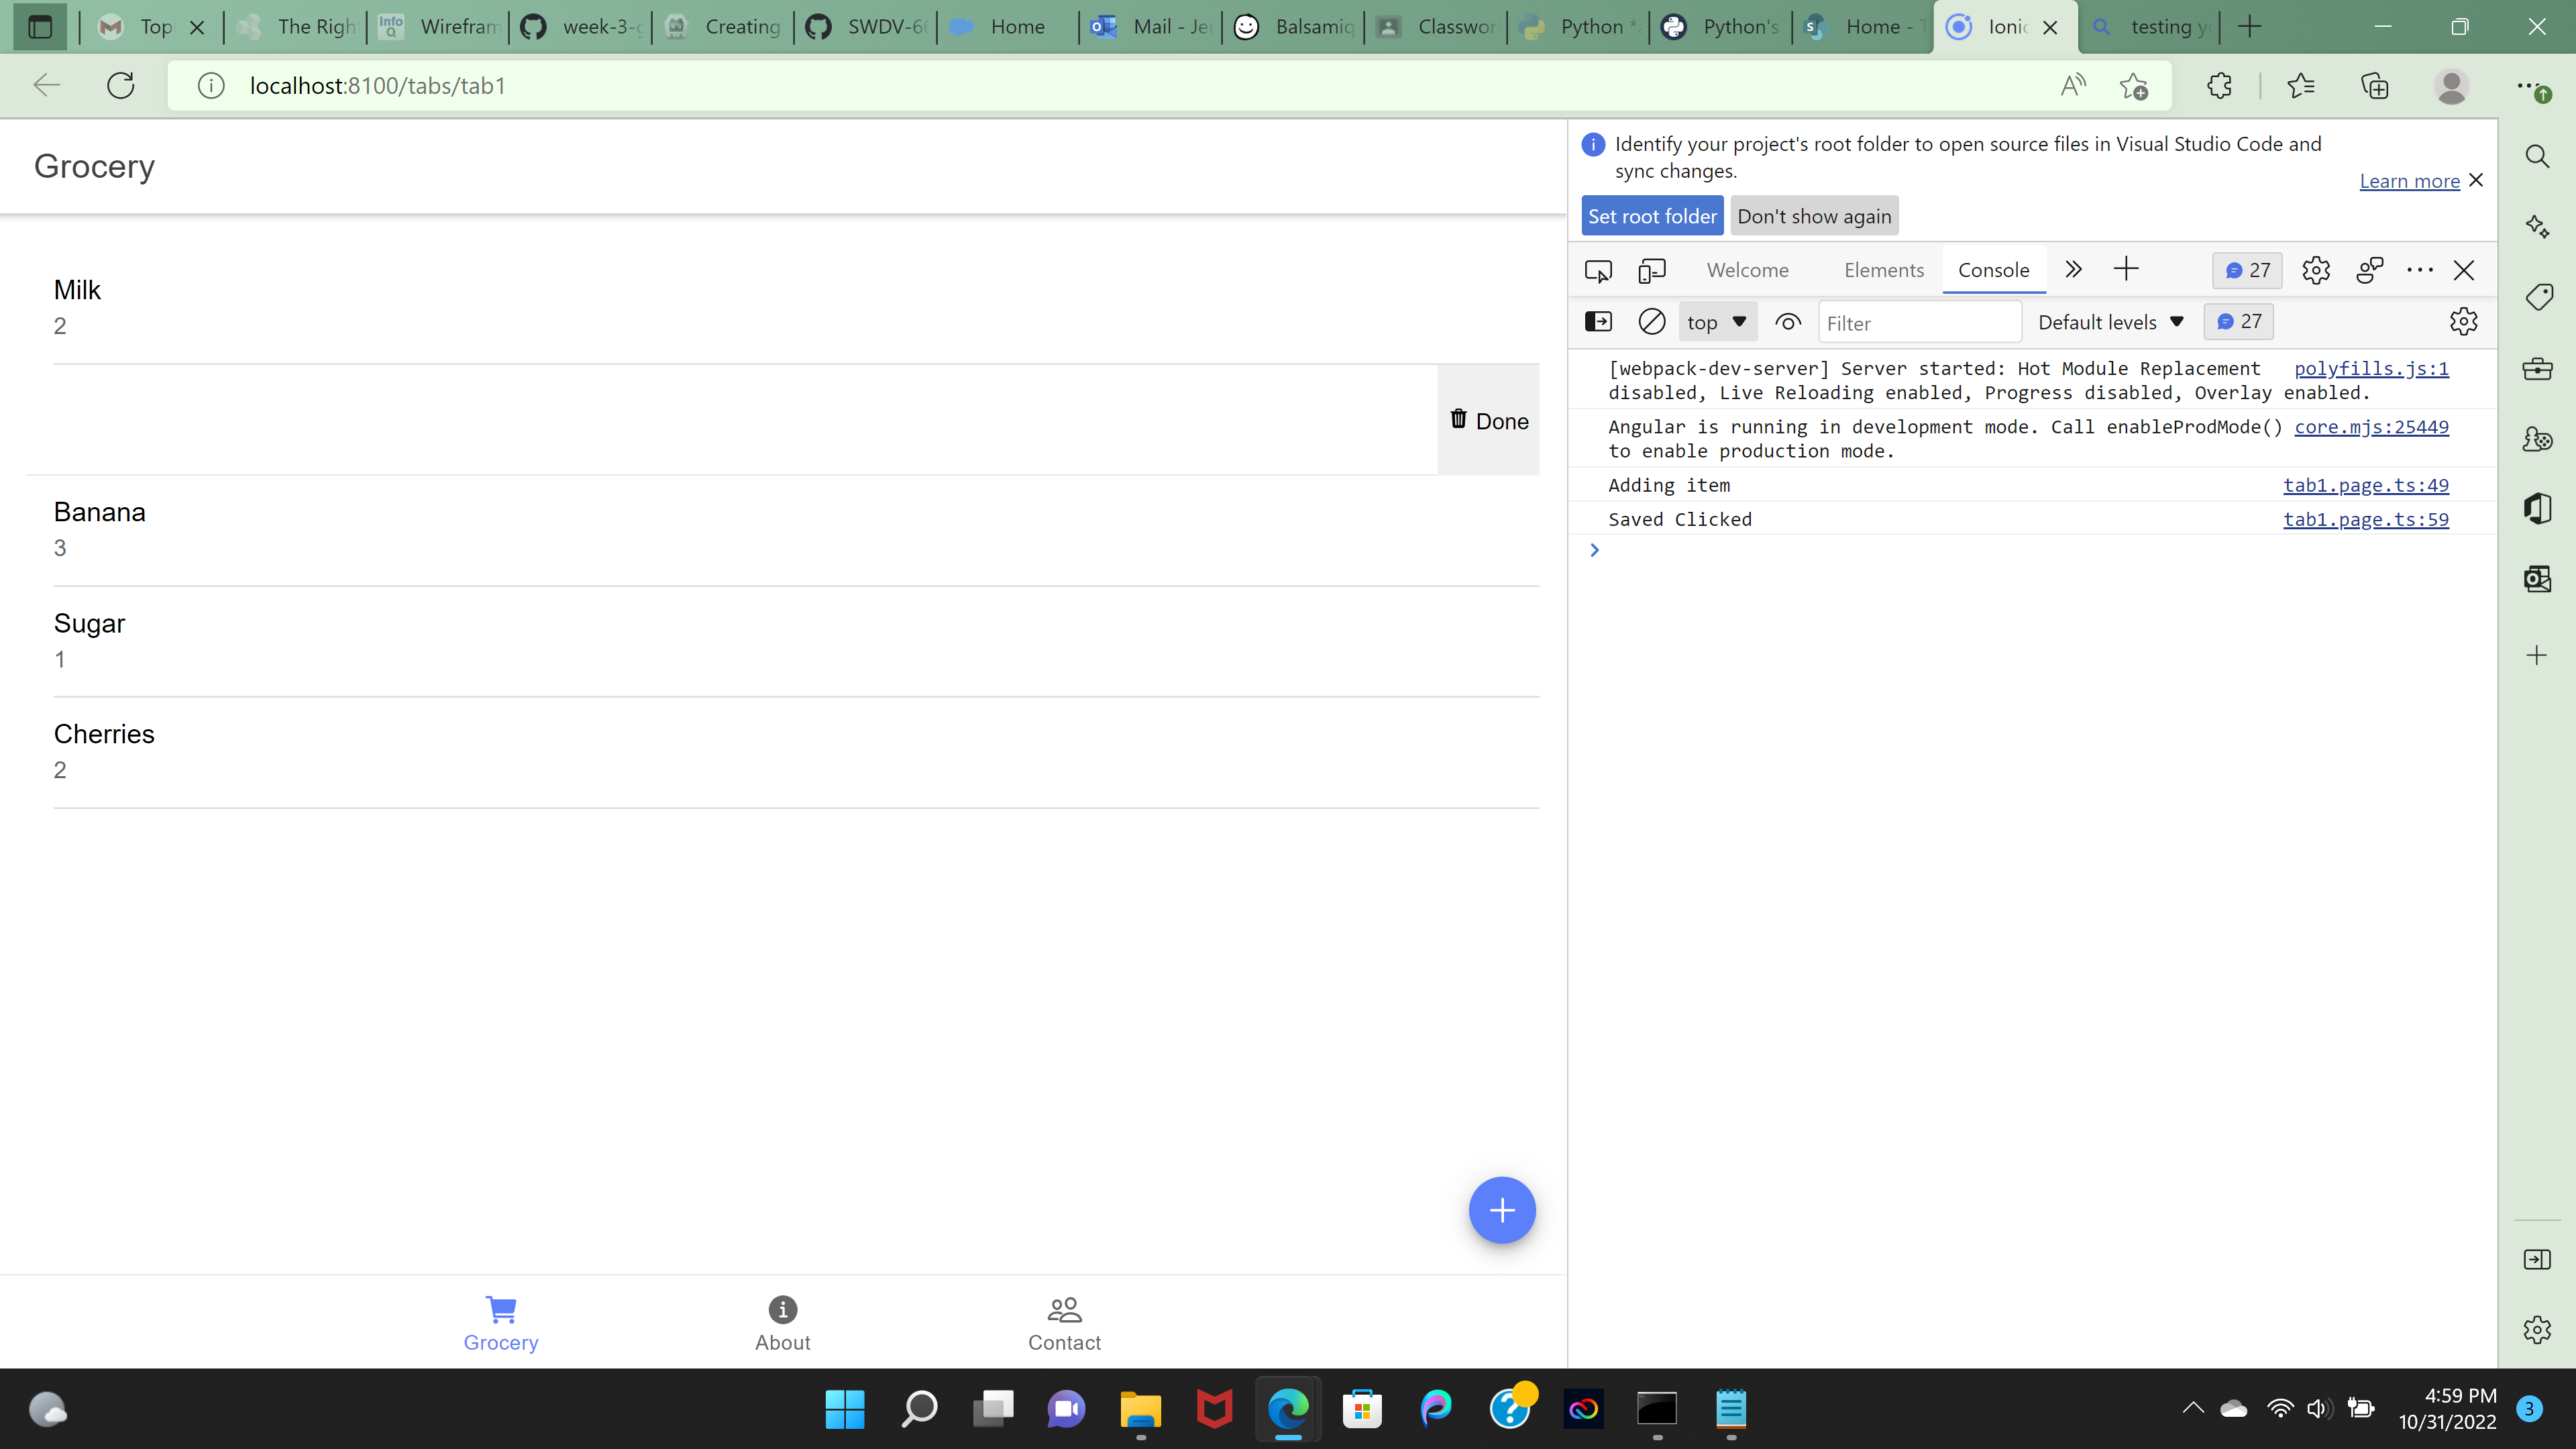 Top
The Righ
Info Q
Wirefram
week-3-g
Creating
SWDV-6
Home
Mail - Jer
Balsamiq
Classwor
Python *
Python's
Home - T
Ionic
testing y
localhost:8100/tabs/tab1
Grocery
Milk
2
Done
Banana
3
Sugar
1
Cherries
2
Grocery
About
Contact
Identify your project's root folder to open source files in Visual Studio Code and
sync changes.
Learn more
Set root folder Don't show again
Welcome Elements Console 27
top Filter Default levels 27
[webpack-dev-server] Server started: Hot Module Replacement polyfills.js:1
disabled, Live Reloading enabled, Progress disabled, Overlay enabled.
Angular is running in development mode. Call enableProdMode() core.mjs:25449
to enable production mode.
Adding item tab1.page.ts:49
Saved Clicked tab1.page.ts:59
4:59 PM
10/31/2022
3